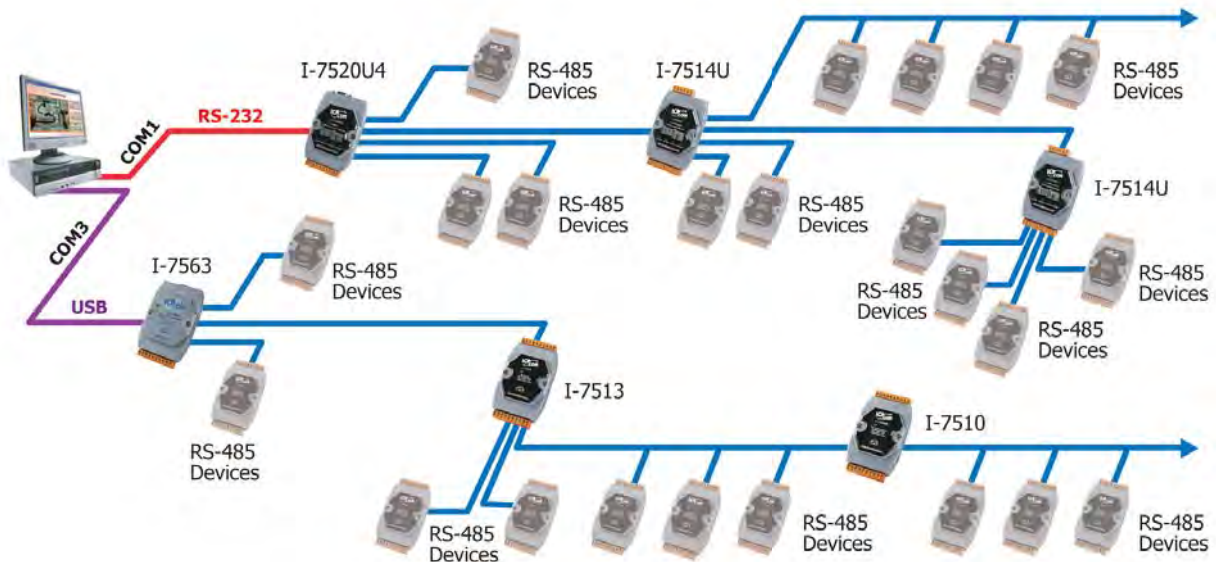 I-7520U4
RS-485
Devices
I-7514U
RS-485
Devices
COM1
RS-232
RS-485
Devices
RS-485
Devices
I-7514U
COM3
I-7563
RS-485
Devices
RS-485
Devices
RS-485
Devices
RS-485
Devices
USB
I-7513
I-7510
RS-485
Devices
RS-485
Devices
RS-485
Devices
RS-485
Devices